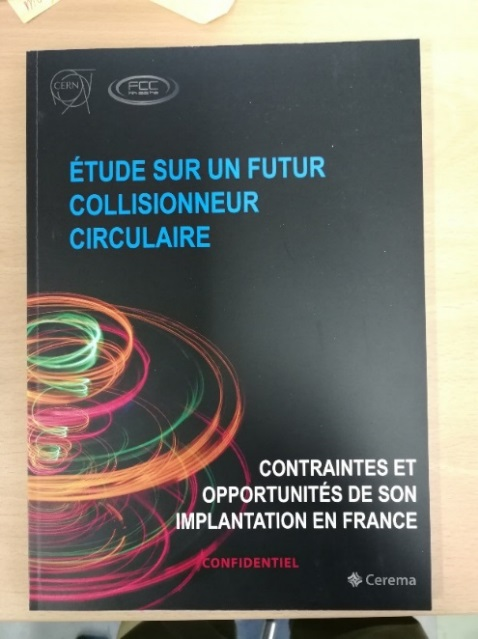 CERN
FCC
ÉTUDE SUR UN FUTUR
COLLISIONNEUR
CIRCULAIRE
CONTRAINTES ET
OPPORTUNITÉS DE SON
IMPLANTATION EN FRANCE
CONFIDENTIEL
Cerema